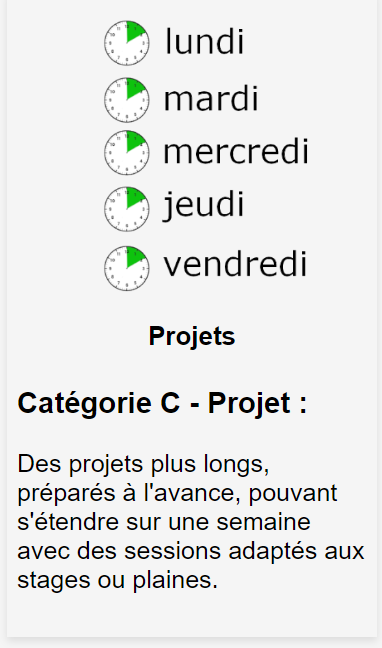 lundi
mardi
mercredi
jeudi
vendredi
Projets
Catégorie C - Projet :
Des projets plus longs,
préparés à l'avance, pouvant
s'étendre sur une semaine
avec des sessions adaptés aux
stages ou plaines.